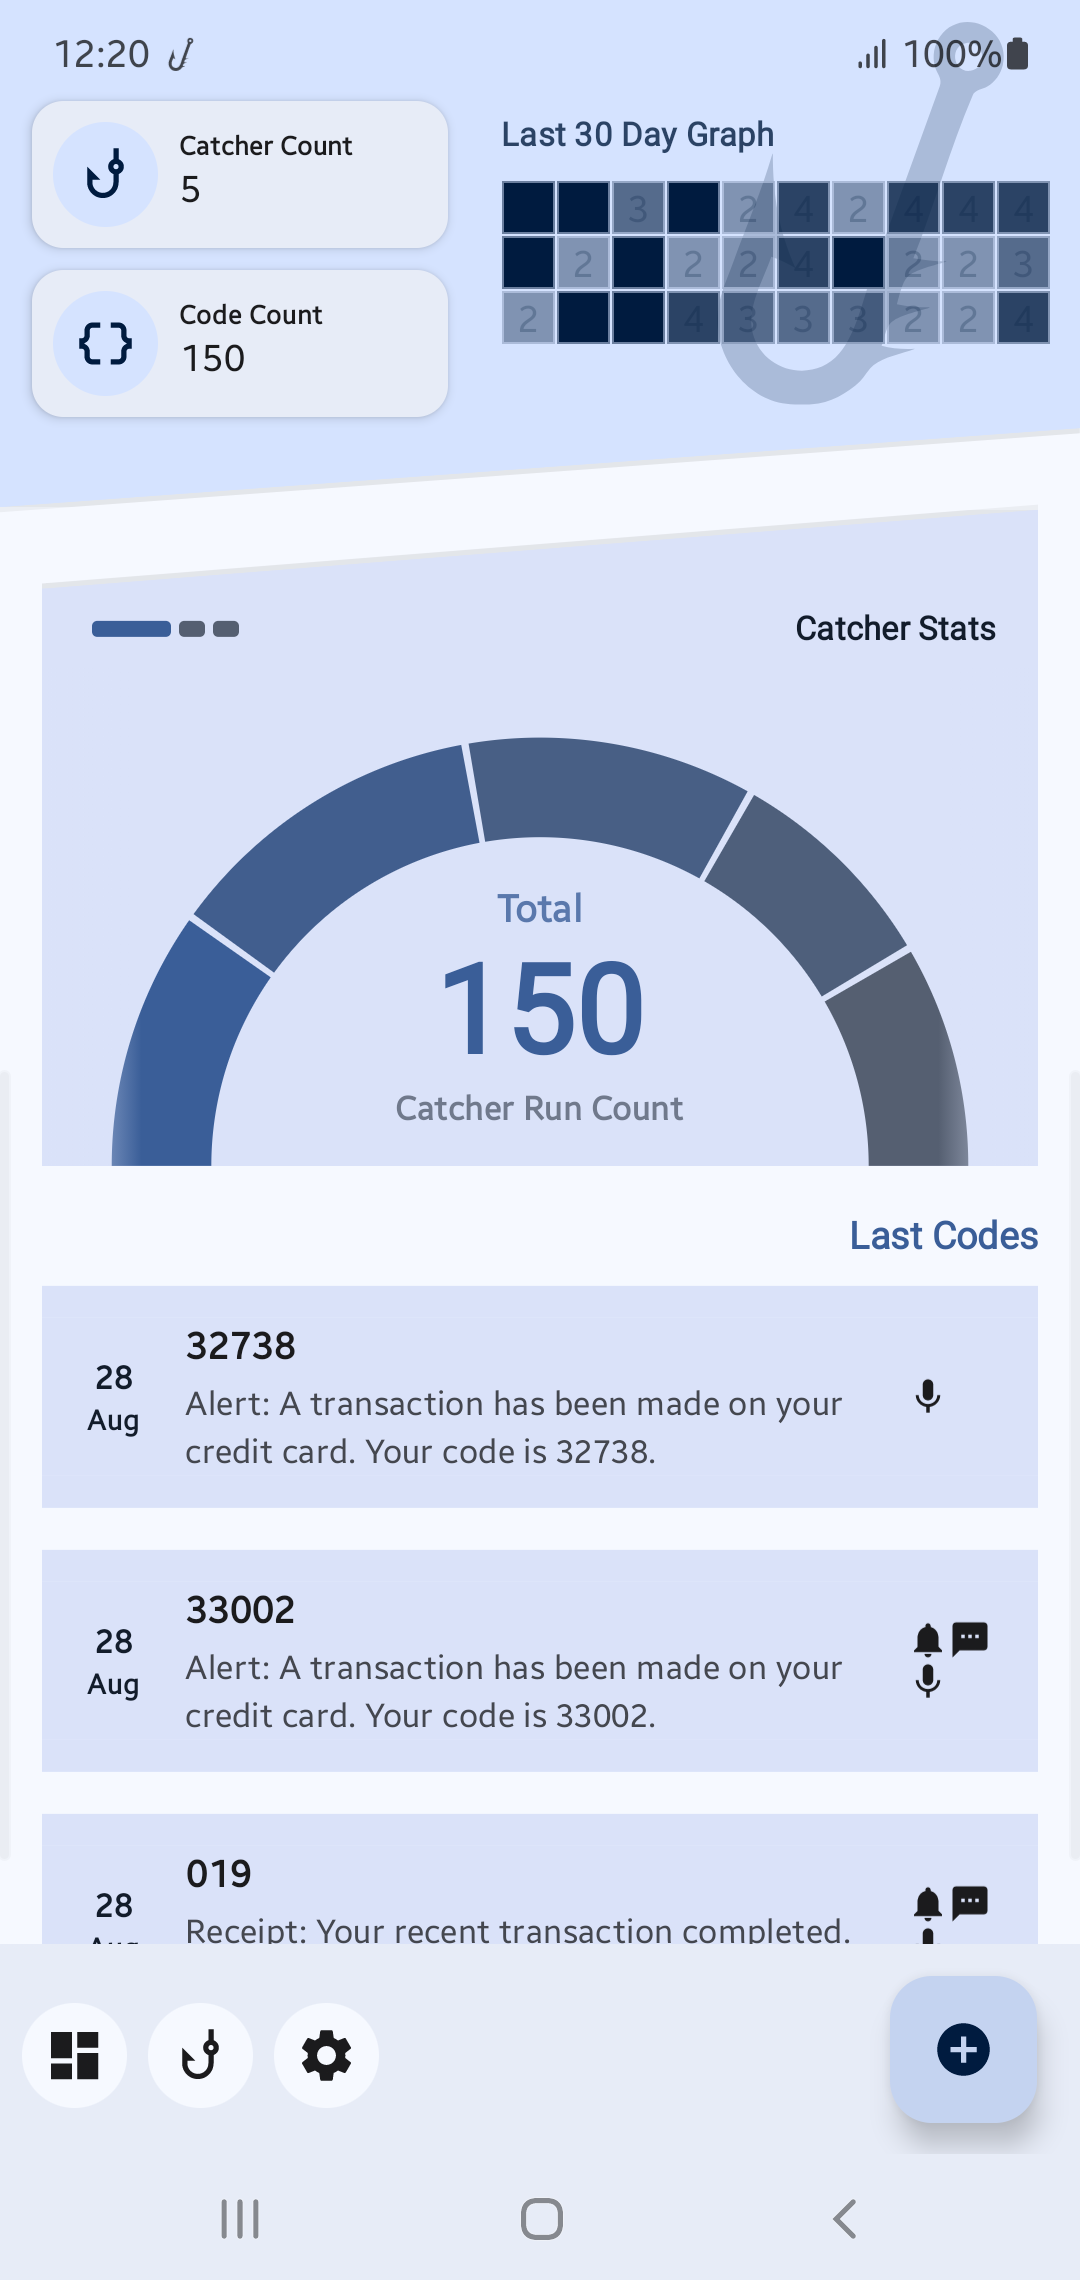 12:20
100%
Catcher Count
5
Code Count
150
Last 30 Day Graph
3 2 4 2 4 4 4
2 2 2 4 2 2 3
2 4 3 3 3 2 2 4
Catcher Stats
Total
150
Catcher Run Count
Last Codes
28
Aug
32738
Alert: A transaction has been made on your
credit card. Your code is 32738.
28
Aug
33002
Alert: A transaction has been made on your
credit card. Your code is 33002.
28
Aug
019
Receipt: Your recent transaction completed.